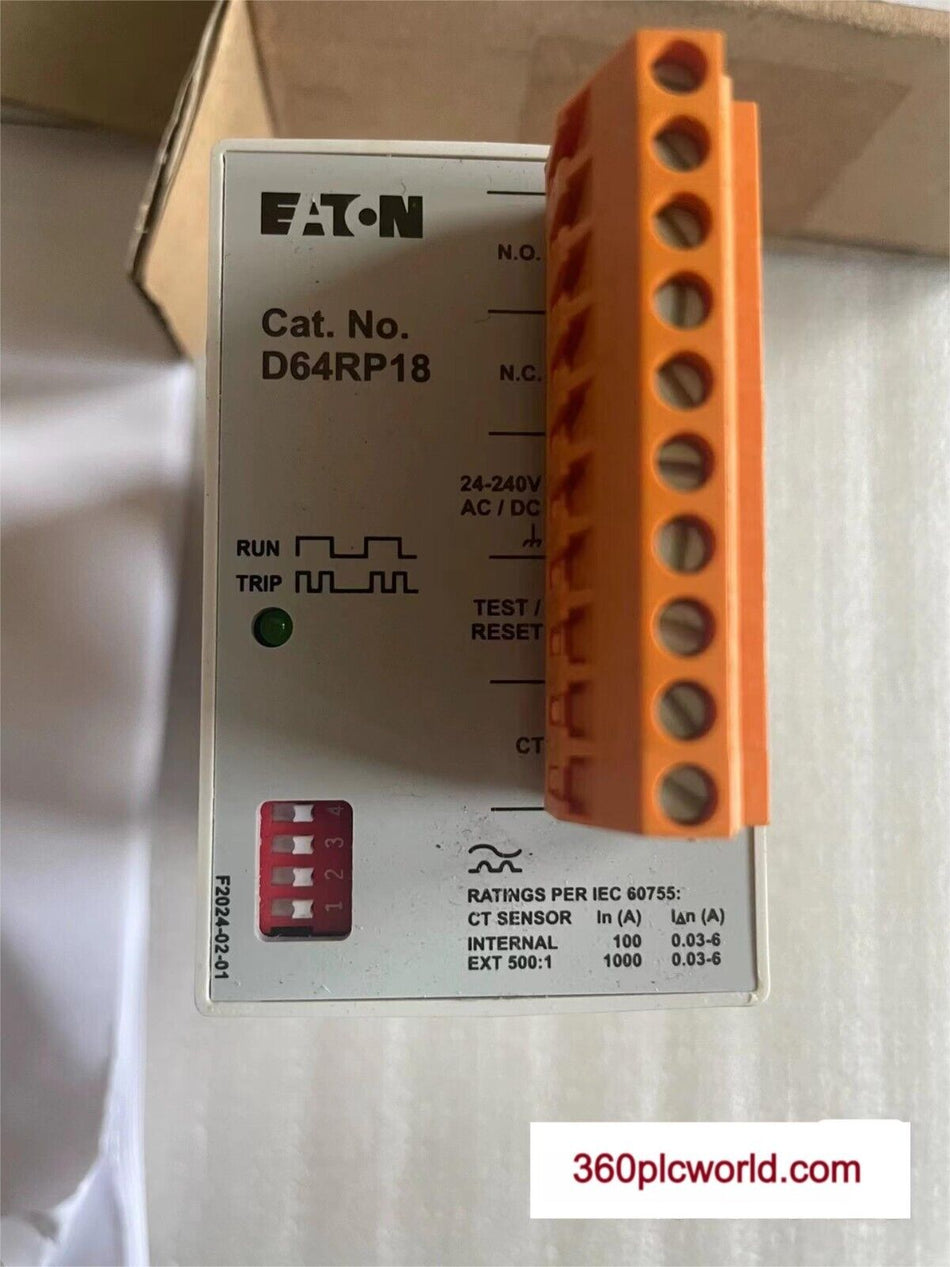 EATON
Cat. No.
D64RP18
N.O.
N.C.
24-240V
AC / DC
RUN
TRIP
TEST /
RESET
CT
4
3
2
1
F2024-02-01
RATINGS PER IEC 60755:
CT SENSOR In (A) I∆n (A)
INTERNAL 100 0.03-6
EXT 500:1 1000 0.03-6
360plcworld.com